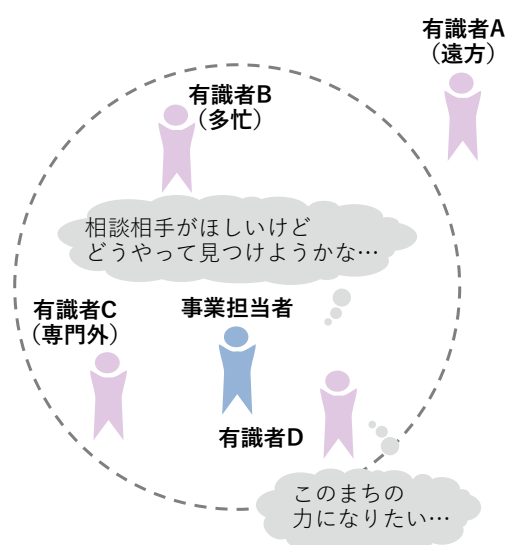 有識者A
（遠方）
有識者B
（多忙）
相談相手がほしいけど
どうやって見つけようかな…
有識者C
（専門外）
事業担当者
有識者D
このまちの
力になりたい…